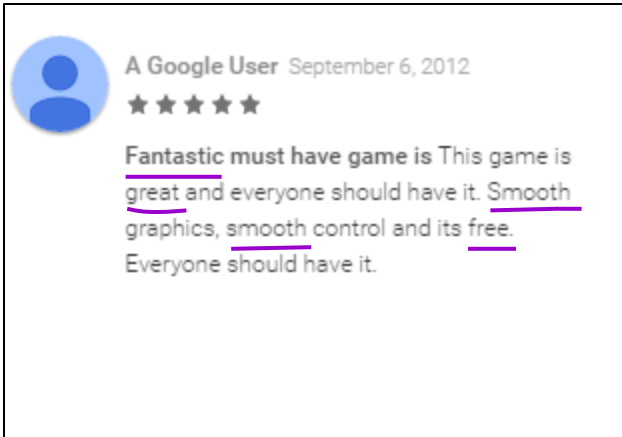 A Google User September 6, 2012
Fantastic must have game is This game is
great and everyone should have it. Smooth
graphics, smooth control and its free.
Everyone should have it.